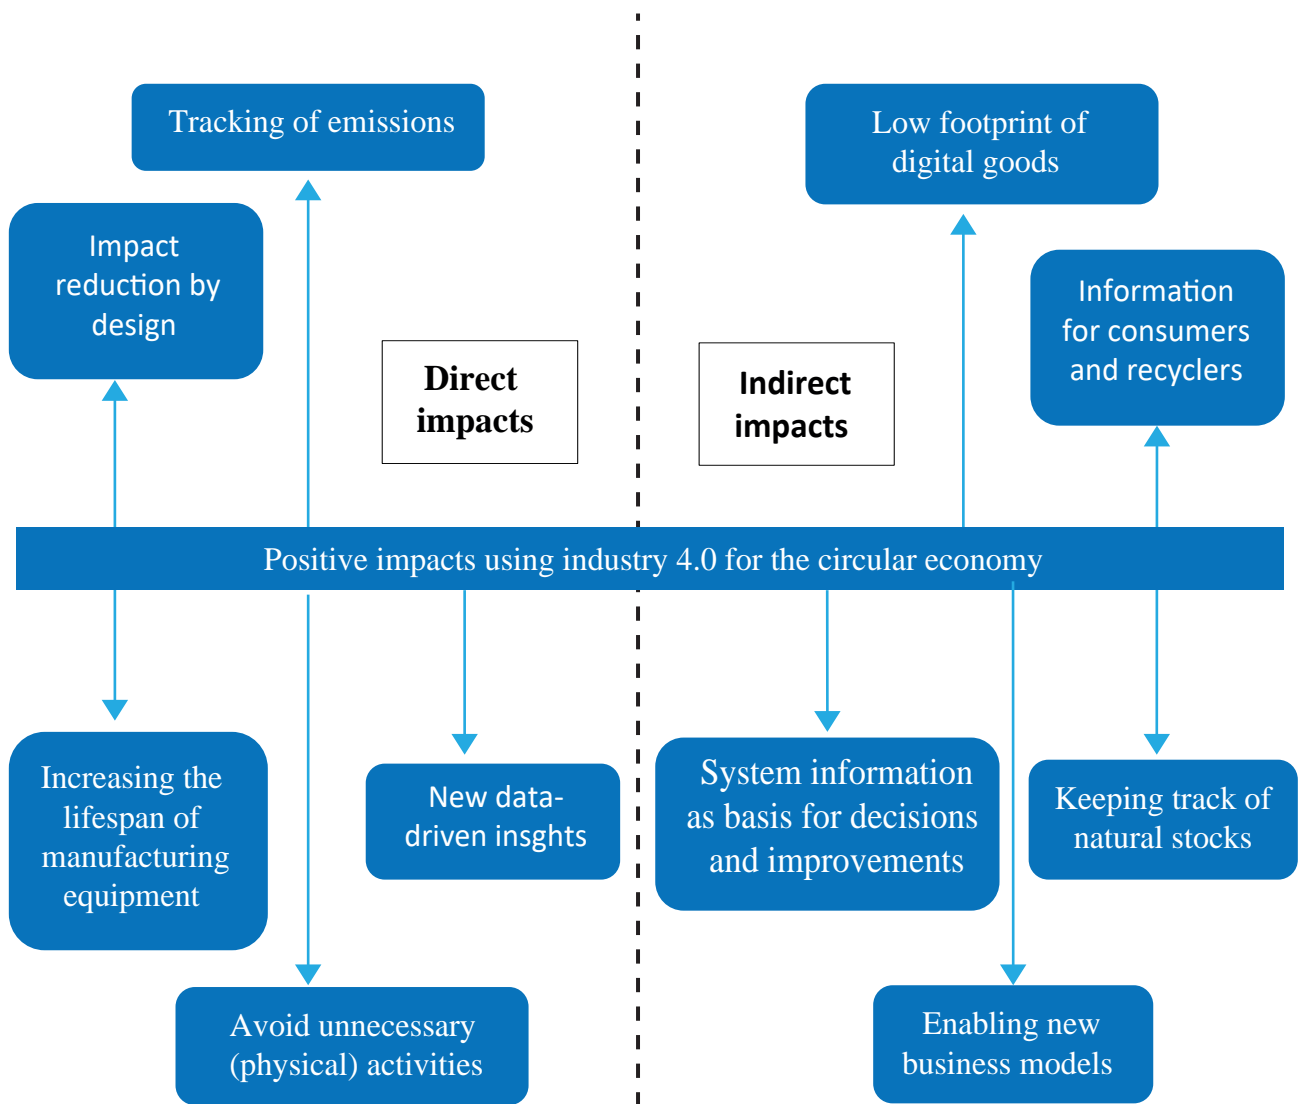 Tracking of emissions
Low footprint of
digital goods
Impact
reduction by
design
Information
for consumers
and recyclers
Direct
impacts
Indirect
impacts
Positive impacts using industry 4.0 for the circular economy
Increasing the
lifespan of
manufacturing
equipment
New data-
driven insghts
System information
as basis for decisions
and improvements
Keeping track of
natural stocks
Avoid unnecessary
(physical) activities
Enabling new
business models